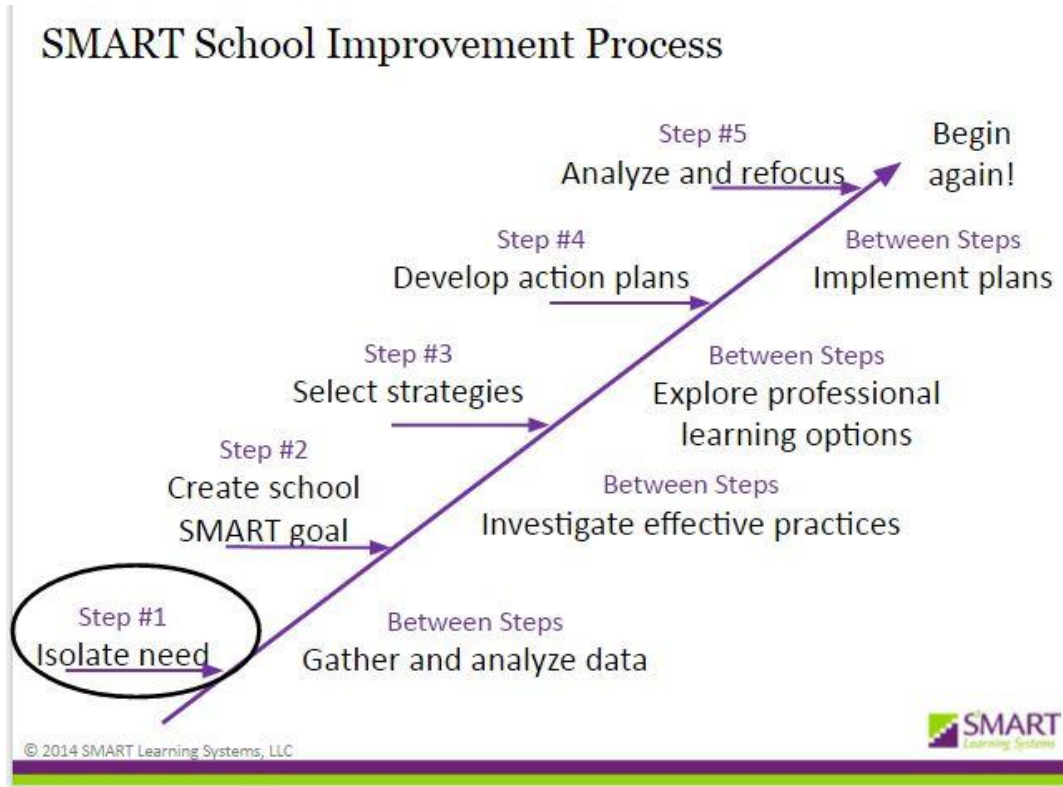 SMART School Improvement Process
Step #5
Analyze and refocus
Begin
again!
Step #4
Develop action plans
Between Steps
Implement plans
Step #3
Select strategies
Between Steps
Explore professional
learning options
Step #2
Create school
SMART goal
Between Steps
Investigate effective practices
Step #1
Isolate need
Between Steps
Gather and analyze data
© 2014 SMART Learning Systems, LLC
SMART
Learning Systems